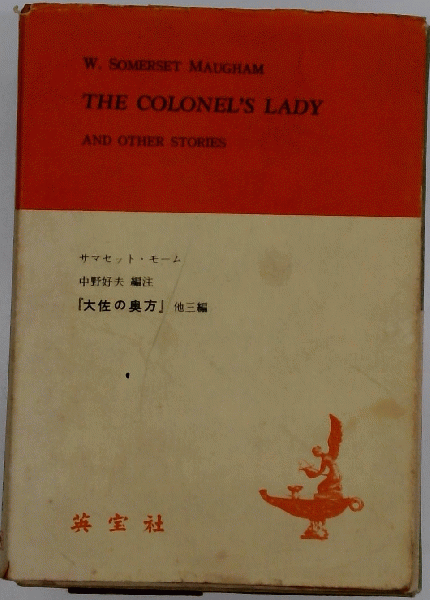 W. SOMERSET MAUGHAM
THE COLONEL'S LADY
AND OTHER STORIES
サマセット・モーム
中野好夫 編注
『大佐の奥方』 他三編
英宝社